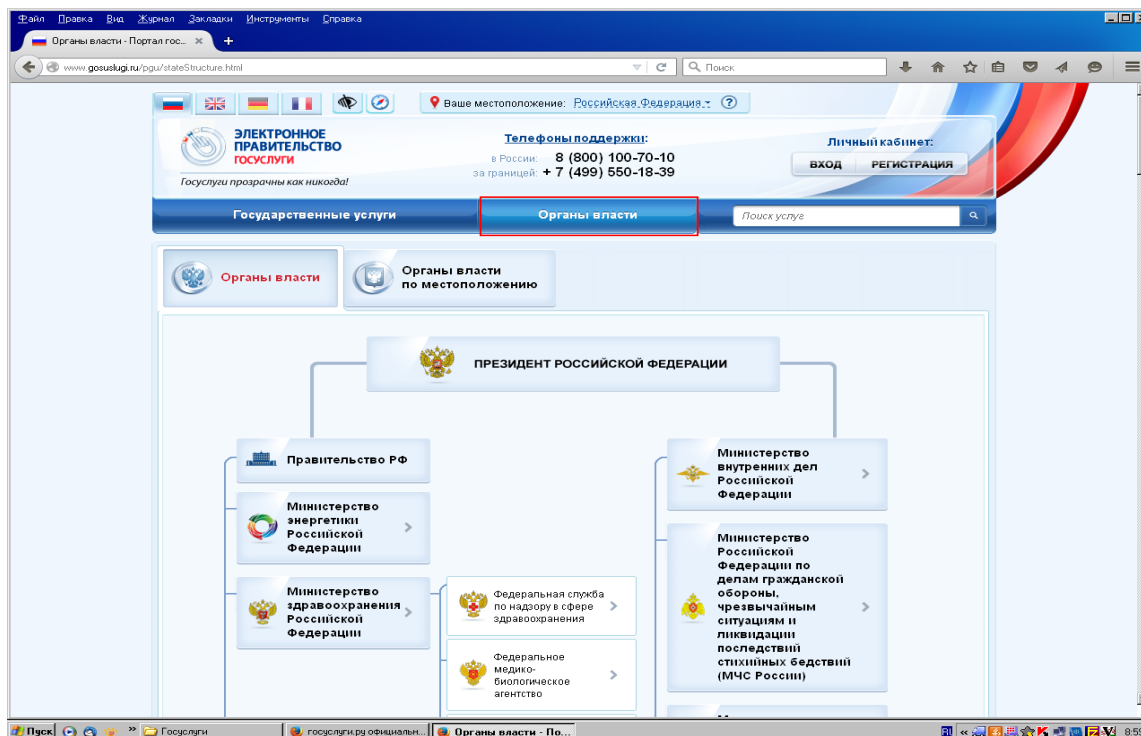 Файл Правка Вид Журнал Закладки Инструменты Справка
Органы власти - Портал гос...
www.gosuslugi.ru/pgu/stateStructure.html
Поиск
Ваше местоположение: Российская Федерация
ЭЛЕКТРОННОЕ
ПРАВИТЕЛЬСТВО
ГОСУСЛУГИ
Госуслуги прозрачны как никогда!
Телефоны поддержки:
в России: 8 (800) 100-70-10
за границей: + 7 (499) 550-18-39
Личный кабинет:
ВХОД РЕГИСТРАЦИЯ
Государственные услуги
Органы власти
Поиск услуг
Органы власти
Органы власти
по местоположению
ПРЕЗИДЕНТ РОССИЙСКОЙ ФЕДЕРАЦИИ
Правительство РФ
Министерство
энергетики
Российской
Федерации
Министерство
здравоохранения
Российской
Федерации
Федеральная служба
по надзору в сфере
здравоохранения
Федеральное
медико-
биологическое
агентство
Министерство
внутренних дел
Российской
Федерации
Министерство
Российской
Федерации по
делам гражданской
обороны,
чрезвычайным
ситуациям и
ликвидации
последствий
стихийных бедствий
(МЧС России)
Пуск
Госуслуги
госуслуги.ру официальн...
Органы власти - По...
RU